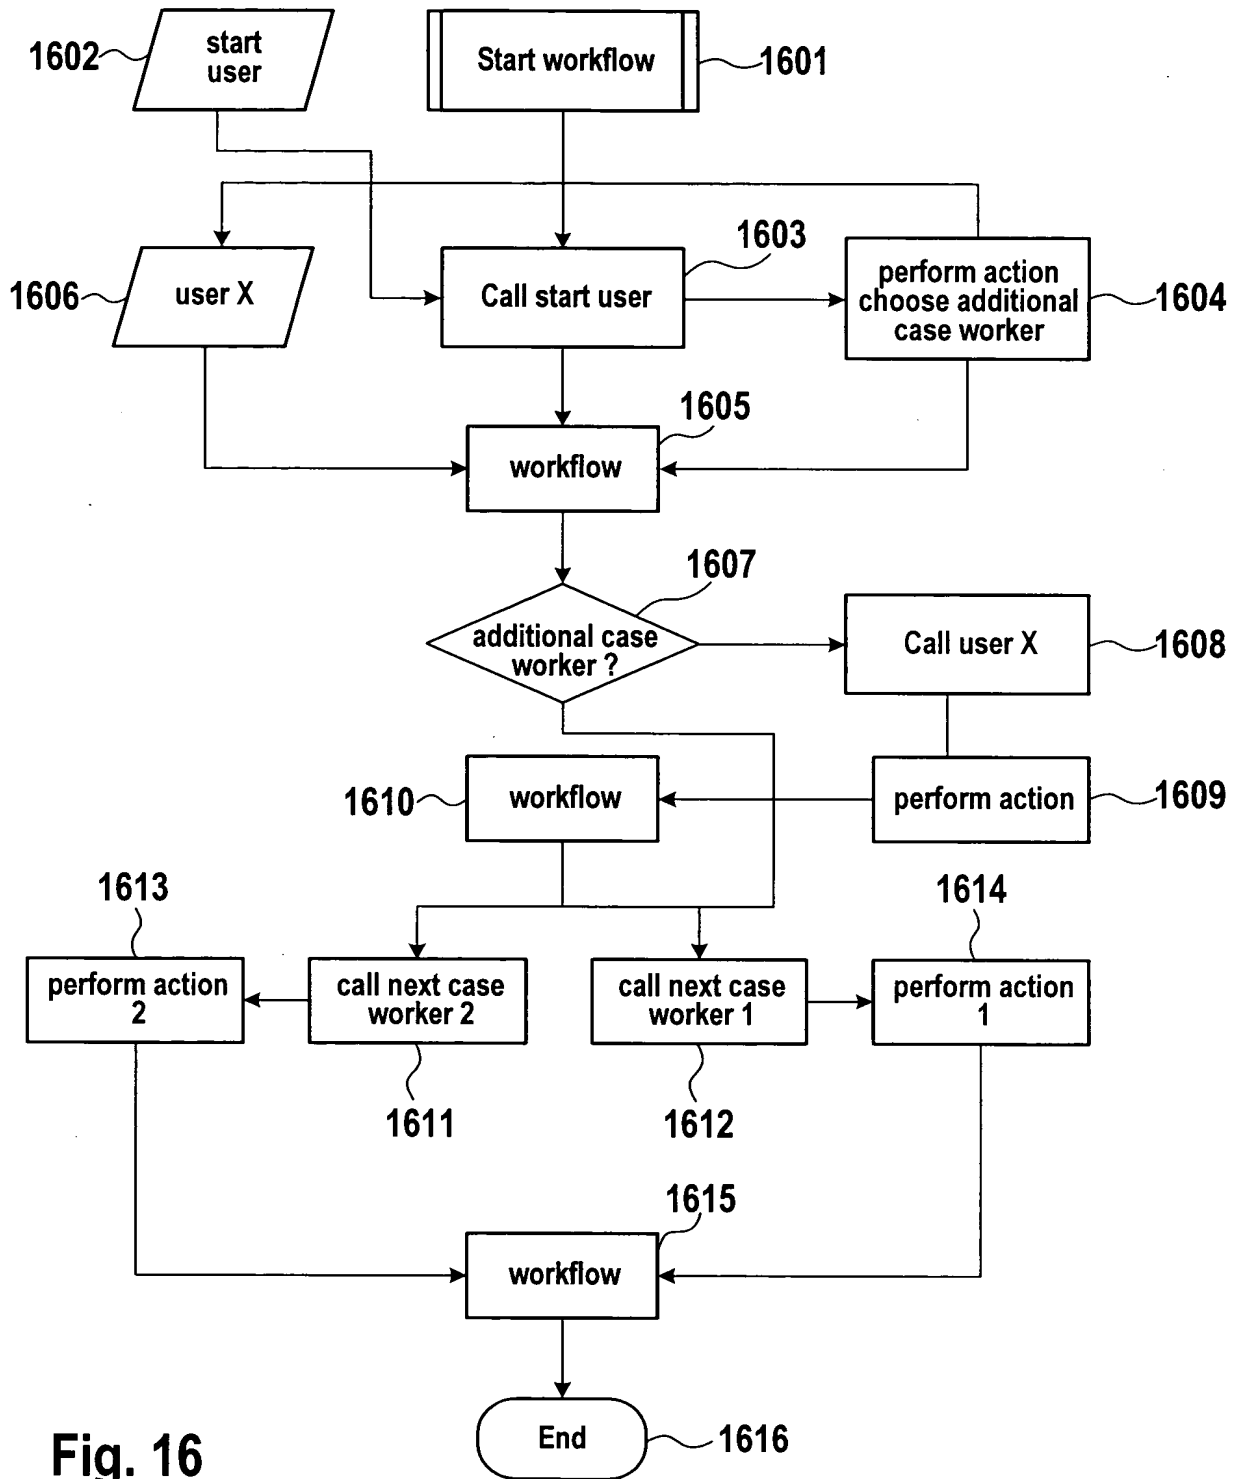 1602
start
user
Start workflow
1601
1606
user X
1603
Call start user
perform action
choose additional
case worker
1604
1605
workflow
1607
additional case
worker ?
Call user X
1608
1610
workflow
perform action
1609
1613
1614
perform action
2
call next case
worker 2
call next case
worker 1
perform action
1
1611
1612
1615
workflow
End
1616
Fig. 16